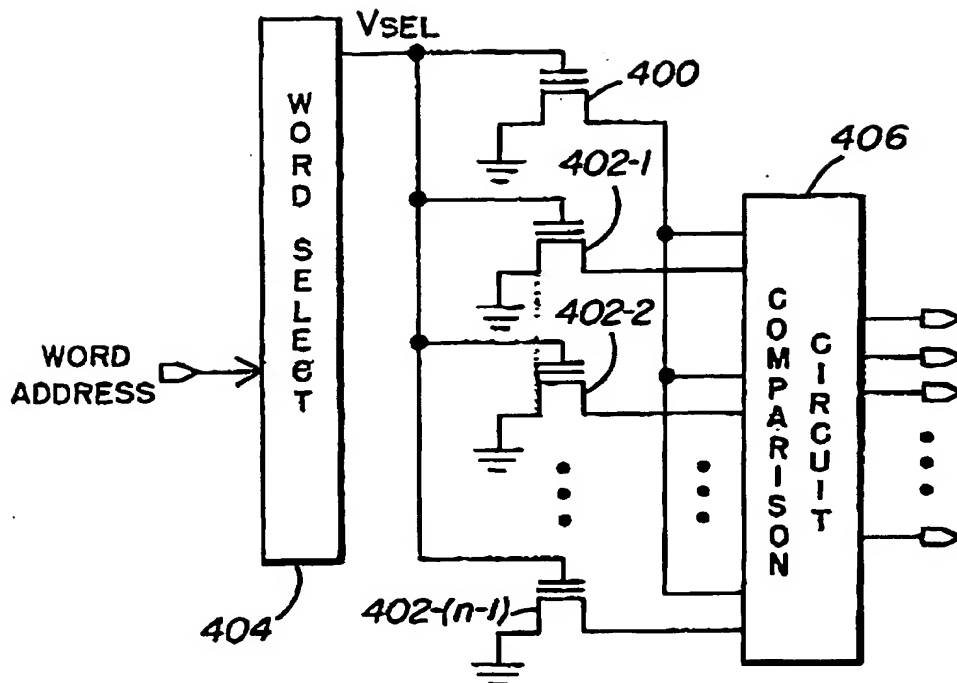 VSEL
400
WORD SELECT
402-1
406
402-2
WORD
ADDRESS
COMPARISON
CIRCUIT
402-(n-1)
404